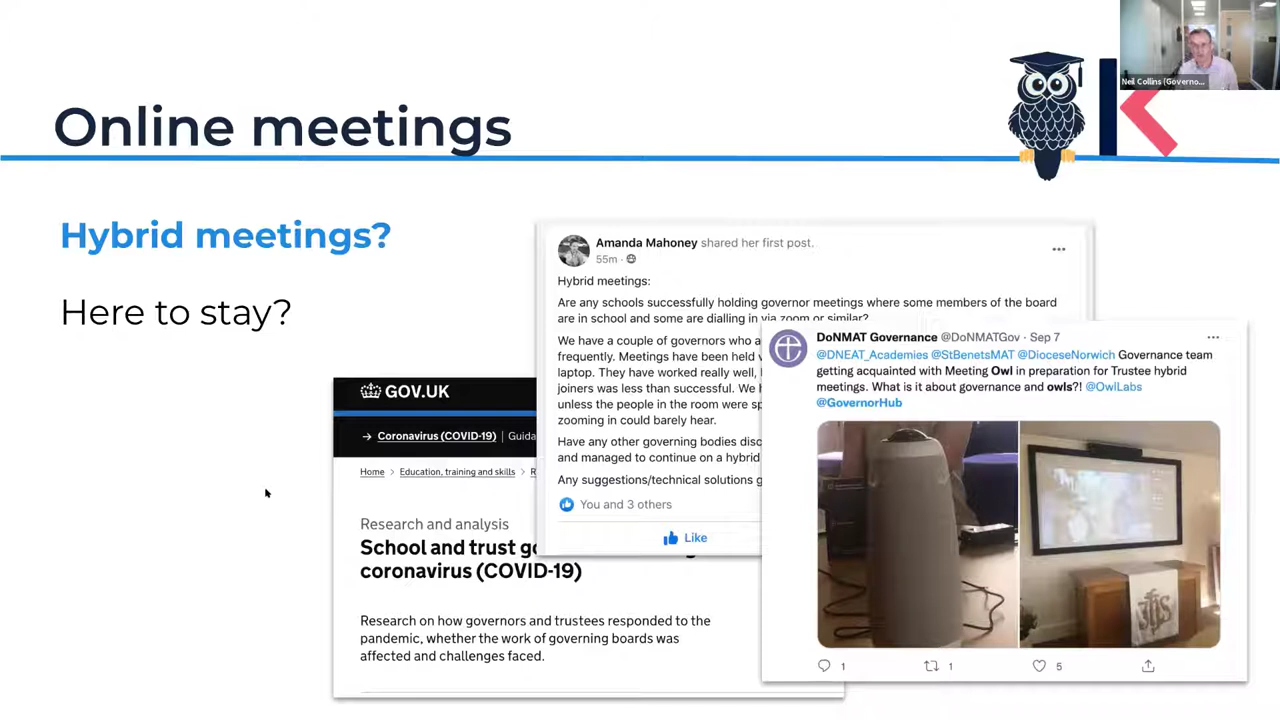 Neil Collins (Governo...
Online meetings
Hybrid meetings?
Here to stay?
Amanda Mahoney shared her first post.
55m
Hybrid meetings:
Are any schools successfully holding governor meetings where some members of the board
are in school and some are dialling in via zoom or similar?
We have a couple of governors who a
frequently. Meetings have been held v
laptop. They have worked really well,
joiners was less than successful. We h
unless the people in the room were sp
zooming in could barely hear.
Have any other governing bodies disc
and managed to continue on a hybrid
Any suggestions/technical solutions g
You and 3 others
Like
DoNMAT Governance @DoNMATGov · Sep 7
@DNEAT_Academies @StBenetsMAT @DioceseNorwich Governance team
getting acquainted with Meeting Owl in preparation for Trustee hybrid
meetings. What is it about governance and owls?! @OwlLabs
@GovernorHub
1 1 5
GOV.UK
→ Coronavirus (COVID-19) | Guida
Home > Education, training and skills > R
Research and analysis
School and trust go
coronavirus (COVID-19)
Research on how governors and trustees responded to the
pandemic, whether the work of governing boards was
affected and challenges faced.